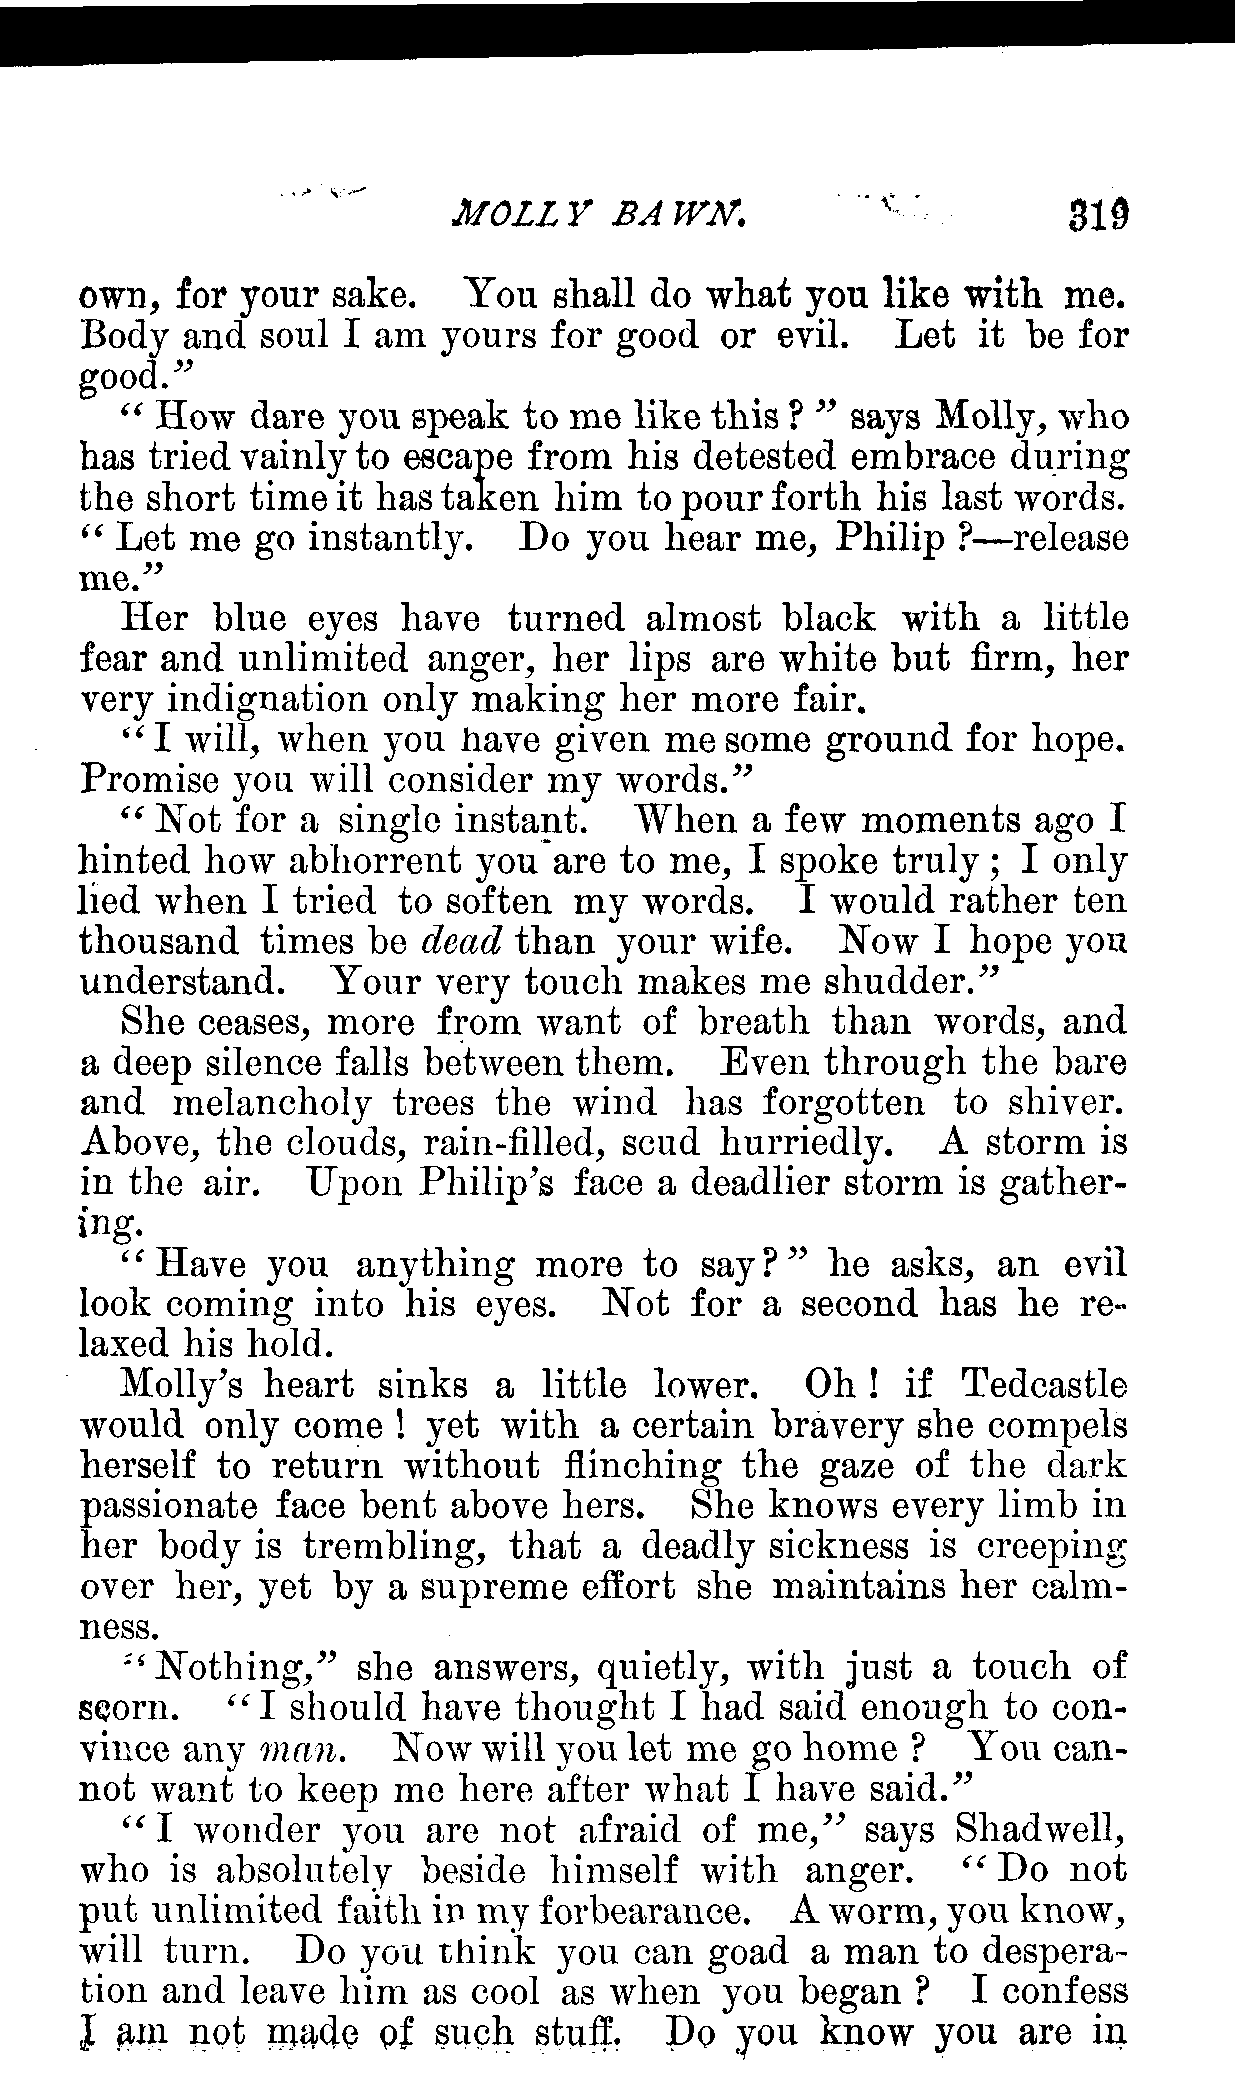 MOLLY BAWN. 319
own, for your sake. You shall do what you like with me.
Body and soul I am yours for good or evil. Let it be for
good."
" How dare you speak to me like this ? " says Molly, who
has tried vainly to escape from his detested embrace during
the short time it has taken him to pour forth his last words.
" Let me go instantly. Do you hear me, Philip ?—release
me."
Her blue eyes have turned almost black with a little
fear and unlimited anger, her lips are white but firm, her
very indignation only making her more fair.
" I will, when you have given me some ground for hope.
Promise you will consider my words."
" Not for a single instant. When a few moments ago I
hinted how abhorrent you are to me, I spoke truly ; I only
lied when I tried to soften my words. I would rather ten
thousand times be dead than your wife. Now I hope you
understand. Your very touch makes me shudder."
She ceases, more from want of breath than words, and
a deep silence falls between them. Even through the bare
and melancholy trees the wind has forgotten to shiver.
Above, the clouds, rain-filled, scud hurriedly. A storm is
in the air. Upon Philip's face a deadlier storm is gather-
ing.
" Have you anything more to say ? " he asks, an evil
look coming into his eyes. Not for a second has he re-
laxed his hold.
Molly's heart sinks a little lower. Oh ! if Tedcastle
would only come ! yet with a certain bravery she compels
herself to return without flinching the gaze of the dark
passionate face bent above hers. She knows every limb in
her body is trembling, that a deadly sickness is creeping
over her, yet by a supreme effort she maintains her calm-
ness.
" Nothing," she answers, quietly, with just a touch of
scorn. " I should have thought I had said enough to con-
vince any man. Now will you let me go home ? You can-
not want to keep me here after what I have said."
" I wonder you are not afraid of me," says Shadwell,
who is absolutely beside himself with anger. " Do not
put unlimited faith in my forbearance. A worm, you know,
will turn. Do you think you can goad a man to despera-
tion and leave him as cool as when you began ? I confess
I am not made of such stuff. Do you know you are in